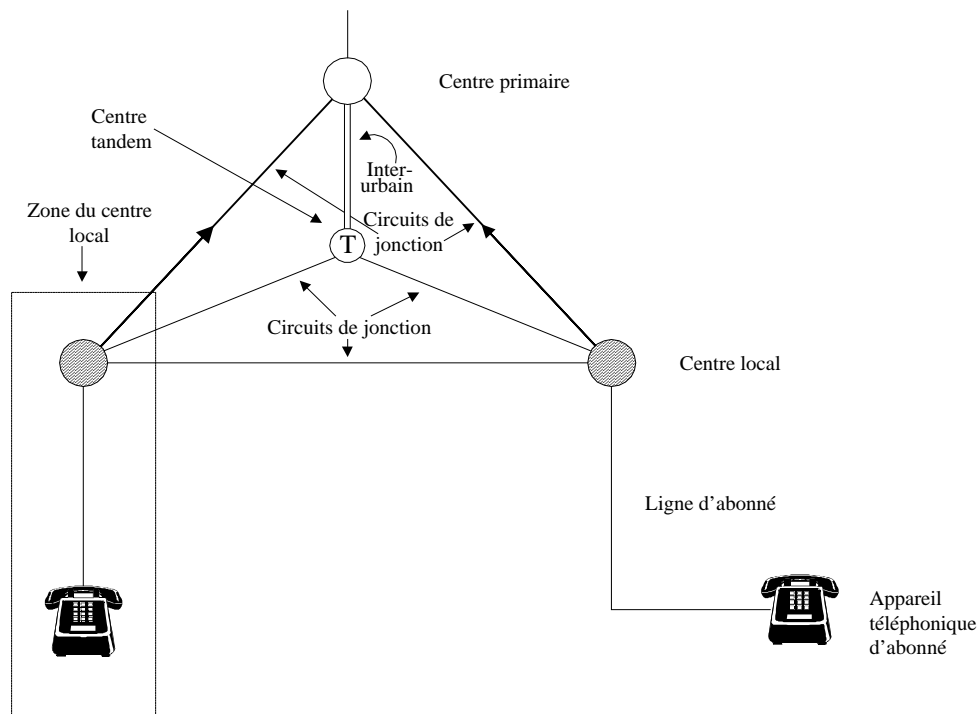 Centre primaire
Centre
tandem
Inter-
urbain
Zone du centre
local
Circuits de
jonction
T
Circuits de jonction
Centre local
Ligne d'abonné
Appareil
téléphonique
d'abonné